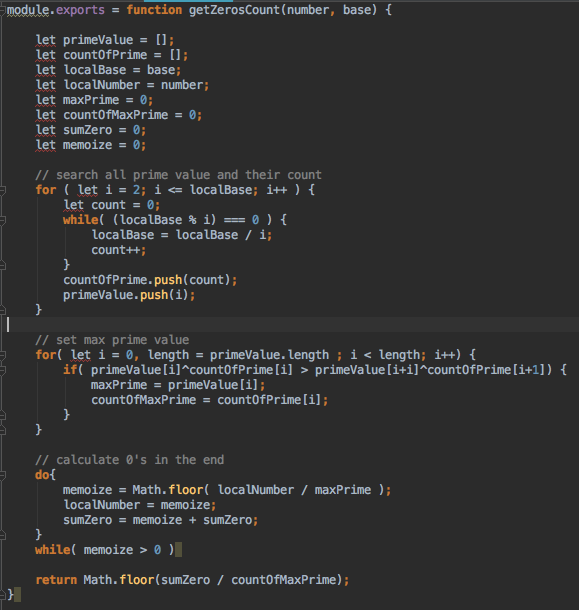 module.exports = function getZerosCount(number, base) {
let primeValue = [];
let countOfPrime = [];
let localBase = base;
let localNumber = number;
let maxPrime = 0;
let countOfMaxPrime = 0;
let sumZero = 0;
let memoize = 0;
// search all prime value and their count
for ( let i = 2; i <= localBase; i++ ) {
let count = 0;
while( (localBase % i) === 0 ) {
localBase = localBase / i;
count++;
}
countOfPrime.push(count);
primeValue.push(i);
}
// set max prime value
for( let i = 0, length = primeValue.length ; i < length; i++) {
if( primeValue[i]^countOfPrime[i] > primeValue[i+i]^countOfPrime[i+1]) {
maxPrime = primeValue[i];
countOfMaxPrime = countOfPrime[i];
}
}
// calculate 0's in the end
do{
memoize = Math.floor( localNumber / maxPrime );
localNumber = memoize;
sumZero = memoize + sumZero;
}
while( memoize > 0 )
return Math.floor(sumZero / countOfMaxPrime);
}